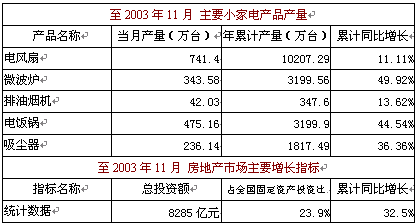 至 2003 年 11 月 主要小家电产品产量
产品名称 当月产量（万台） 年累计产量（万台） 累计同比增长
电风扇 741.4 10207.29 11.11%
微波炉 343.58 3199.56 49.92%
排油烟机 42.03 347.6 13.62%
电饭锅 475.16 3199.9 44.54%
吸尘器 236.14 1817.49 36.36%
至 2003 年 11 月 房地产市场主要增长指标
指标名称 总投资额 占全国固定资产投资比. 累计同比增长
统计数据 8285 亿元 23.9% 32.5%